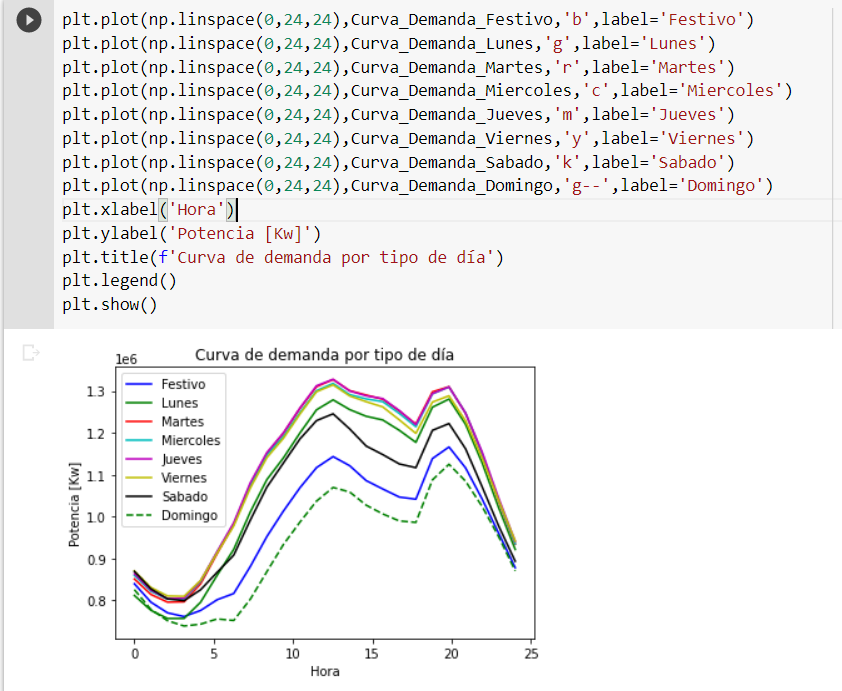 plt.plot(np.linspace(0,24,24),Curva_Demanda_Festivo,'b',label='Festivo')
plt.plot(np.linspace(0,24,24),Curva_Demanda_Lunes,'g',label='Lunes')
plt.plot(np.linspace(0,24,24),Curva_Demanda_Martes,'r',label='Martes')
plt.plot(np.linspace(0,24,24),Curva_Demanda_Miercoles,'c',label='Miercoles')
plt.plot(np.linspace(0,24,24),Curva_Demanda_Jueves,'m',label='Jueves')
plt.plot(np.linspace(0,24,24),Curva_Demanda_Viernes,'y',label='Viernes')
plt.plot(np.linspace(0,24,24),Curva_Demanda_Sabado,'k',label='Sabado')
plt.plot(np.linspace(0,24,24),Curva_Demanda_Domingo,'g--',label='Domingo')
plt.xlabel('Hora')
plt.ylabel('Potencia [Kw]')
plt.title(f'Curva de demanda por tipo de día')
plt.legend()
plt.show()
Curva de demanda por tipo de día
1e6
Festivo
Lunes
Martes
Miercoles
Jueves
Viernes
Sabado
Domingo
1.3
1.2
1.1
1.0
0.9
0.8
Potencia [Kw]
0 5 10 15 20 25
Hora